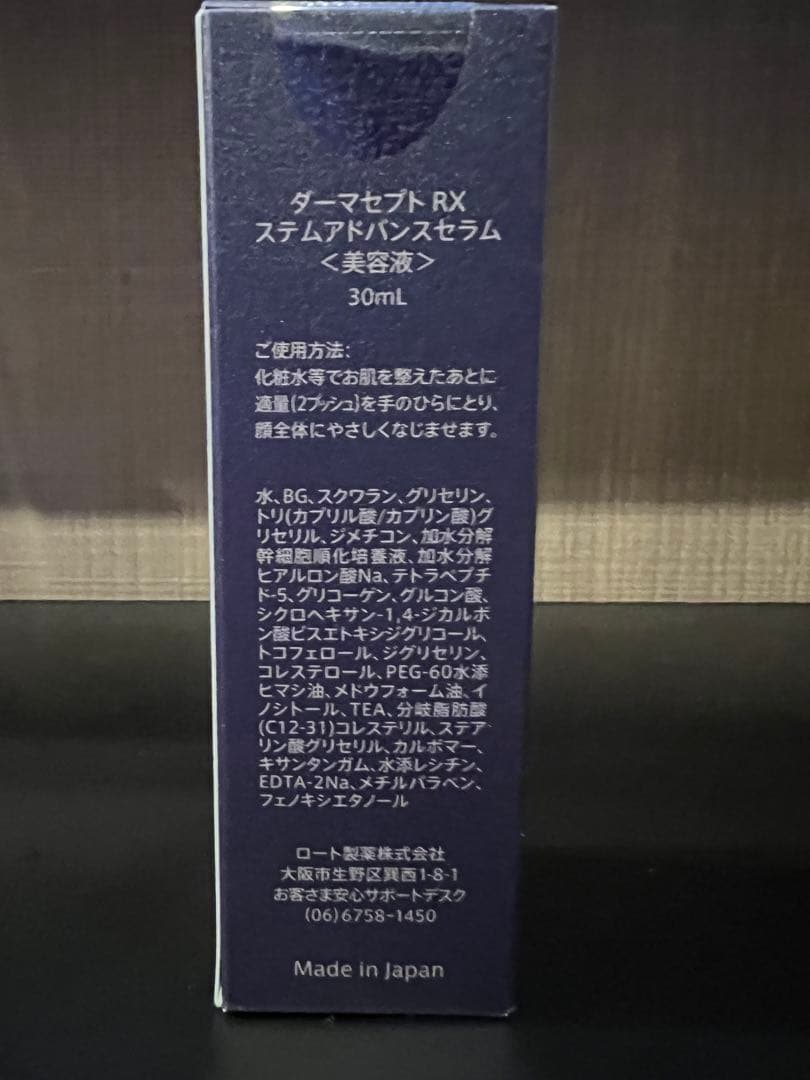 ダーマセプト RX
ステムアドバンスセラム
＜美容液＞
30mL
ご使用方法:
化粧水等でお肌を整えたあとに
適量(2プッシュ)を手のひらにとり、
顔全体にやさしくなじませます。
水、BG、スクワラン、グリセリン、
トリ(カプリル酸/カプリン酸)グ
リセリル、ジメチコン、加水分解
幹細胞順化培養液、加水分解
ヒアルロン酸Na、テトラペプチ
ド-5、グリコーゲン、グルコン酸、
シクロヘキサン-1,4-ジカルボ
ン酸ビスエトキシジグリコール、
トコフェロール、ジグリセリン、
コレステロール、PEG-60水添
ヒマシ油、メドウフォーム油、イ
ノシトール、TEA、分岐脂肪酸
(C12-31)コレステリル、ステア
リン酸グリセリル、カルボマー、
キサンタンガム、水添レシチン、
EDTA-2Na、メチルパラベン、
フェノキシエタノール
ロート製薬株式会社
大阪市生野区巽西1-8-1
お客さま安心サポートデスク
(06)6758-1450
Made in Japan